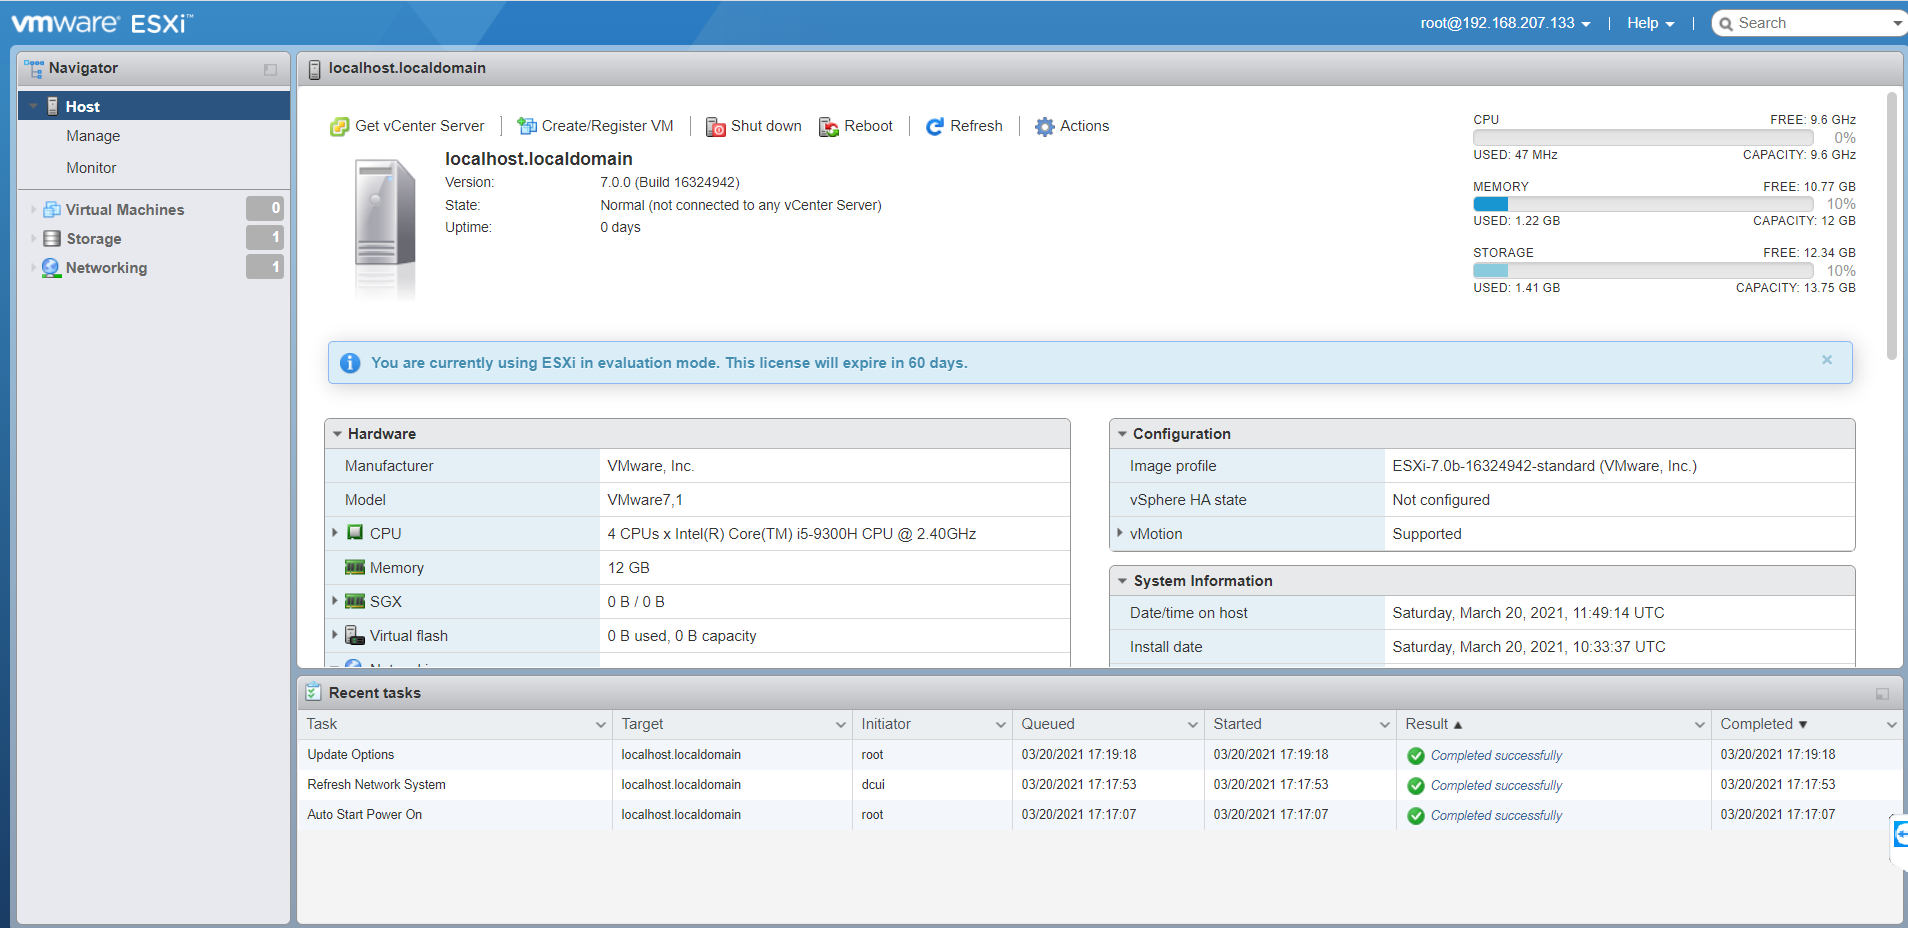 vmware® ESXi™
root@192.168.207.133
Help
Search
Navigator
Host
Manage
Monitor
Virtual Machines 0
Storage 1
Networking 1
localhost.localdomain
Get vCenter Server
Create/Register VM
Shut down
Reboot
Refresh
Actions
localhost.localdomain
Version: 7.0.0 (Build 16324942)
State: Normal (not connected to any vCenter Server)
Uptime: 0 days
CPU FREE: 9.6 GHz
0%
USED: 47 MHz CAPACITY: 9.6 GHz
MEMORY FREE: 10.77 GB
10%
USED: 1.22 GB CAPACITY: 12 GB
STORAGE FREE: 12.34 GB
10%
USED: 1.41 GB CAPACITY: 13.75 GB
You are currently using ESXi in evaluation mode. This license will expire in 60 days.
Hardware
Manufacturer VMware, Inc.
Model VMware7,1
CPU 4 CPUs x Intel(R) Core(TM) i5-9300H CPU @ 2.40GHz
Memory 12 GB
SGX 0 B / 0 B
Virtual flash 0 B used, 0 B capacity
Configuration
Image profile ESXi-7.0b-16324942-standard (VMware, Inc.)
vSphere HA state Not configured
vMotion Supported
System Information
Date/time on host Saturday, March 20, 2021, 11:49:14 UTC
Install date Saturday, March 20, 2021, 10:33:37 UTC
Recent tasks
Task Target Initiator Queued Started Result Completed
Update Options localhost.localdomain root 03/20/2021 17:19:18 03/20/2021 17:19:18 Completed successfully 03/20/2021 17:19:18
Refresh Network System localhost.localdomain dcui 03/20/2021 17:17:53 03/20/2021 17:17:53 Completed successfully 03/20/2021 17:17:53
Auto Start Power On localhost.localdomain root 03/20/2021 17:17:07 03/20/2021 17:17:07 Completed successfully 03/20/2021 17:17:07